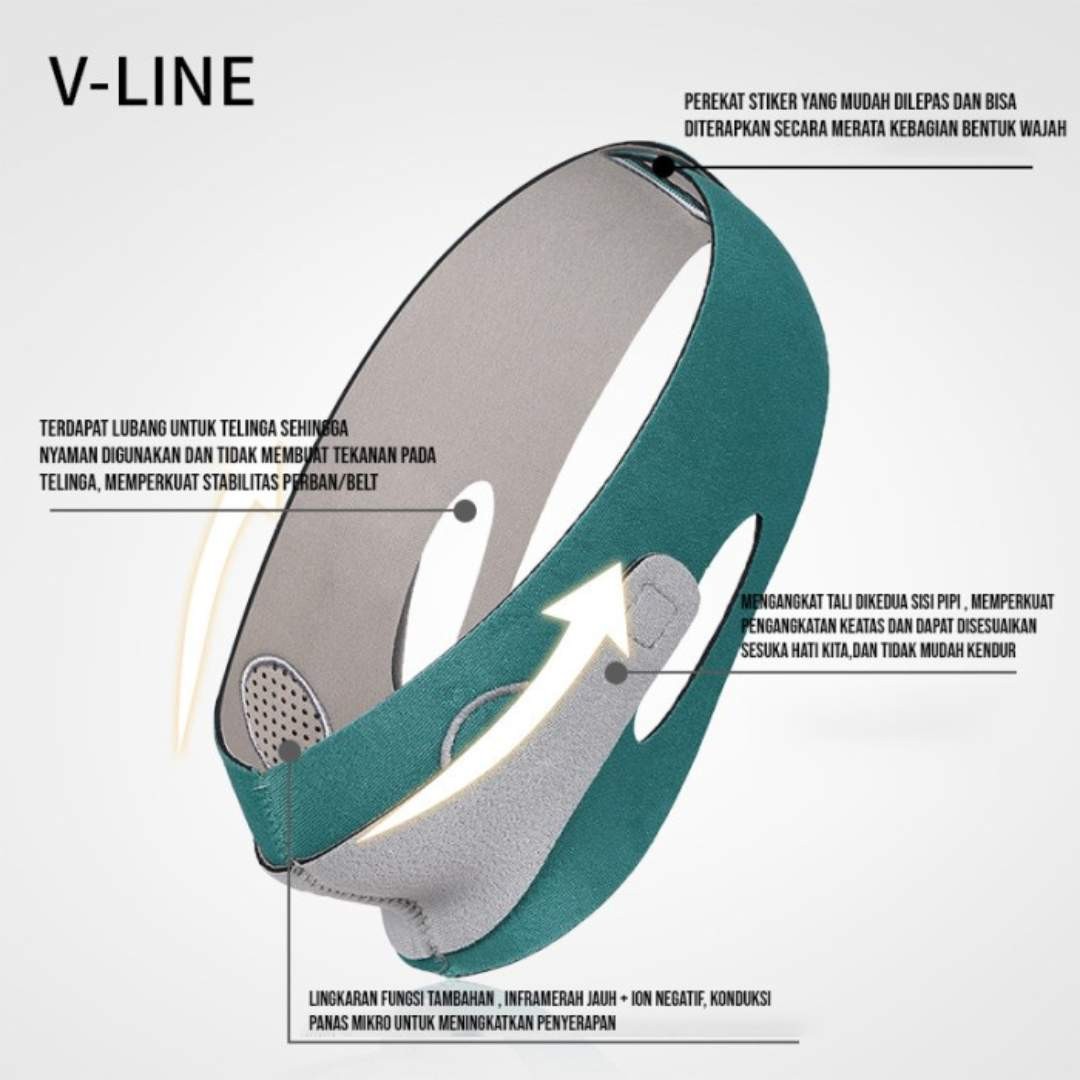 V-LINE
PEREKAT STIKER YANG MUDAH DILEPAS DAN BISA
DITERAPKAN SECARA MERATA KEBAGIAN BENTUK WAJAH
TERDAPAT LUBANG UNTUK TELINGA SEHINGGA
NYAMAN DIGUNAKAN DAN TIDAK MEMBUAT TEKANAN PADA
TELINGA, MEMPERKUAT STABILITAS PERBAN/BELT
MENGANGKAT TALI DIKEDUA SISI PIPI , MEMPERKUAT
PENGANGKATAN KEATAS DAN DAPAT DISESUAIKAN
SESUKA HATI KITA,DAN TIDAK MUDAH KENDUR
LINGKARAN FUNGSI TAMBAHAN , INFRAMERAH JAUH + ION NEGATIF, KONDUKSI
PANAS MIKRO UNTUK MENINGKATKAN PENYERAPAN